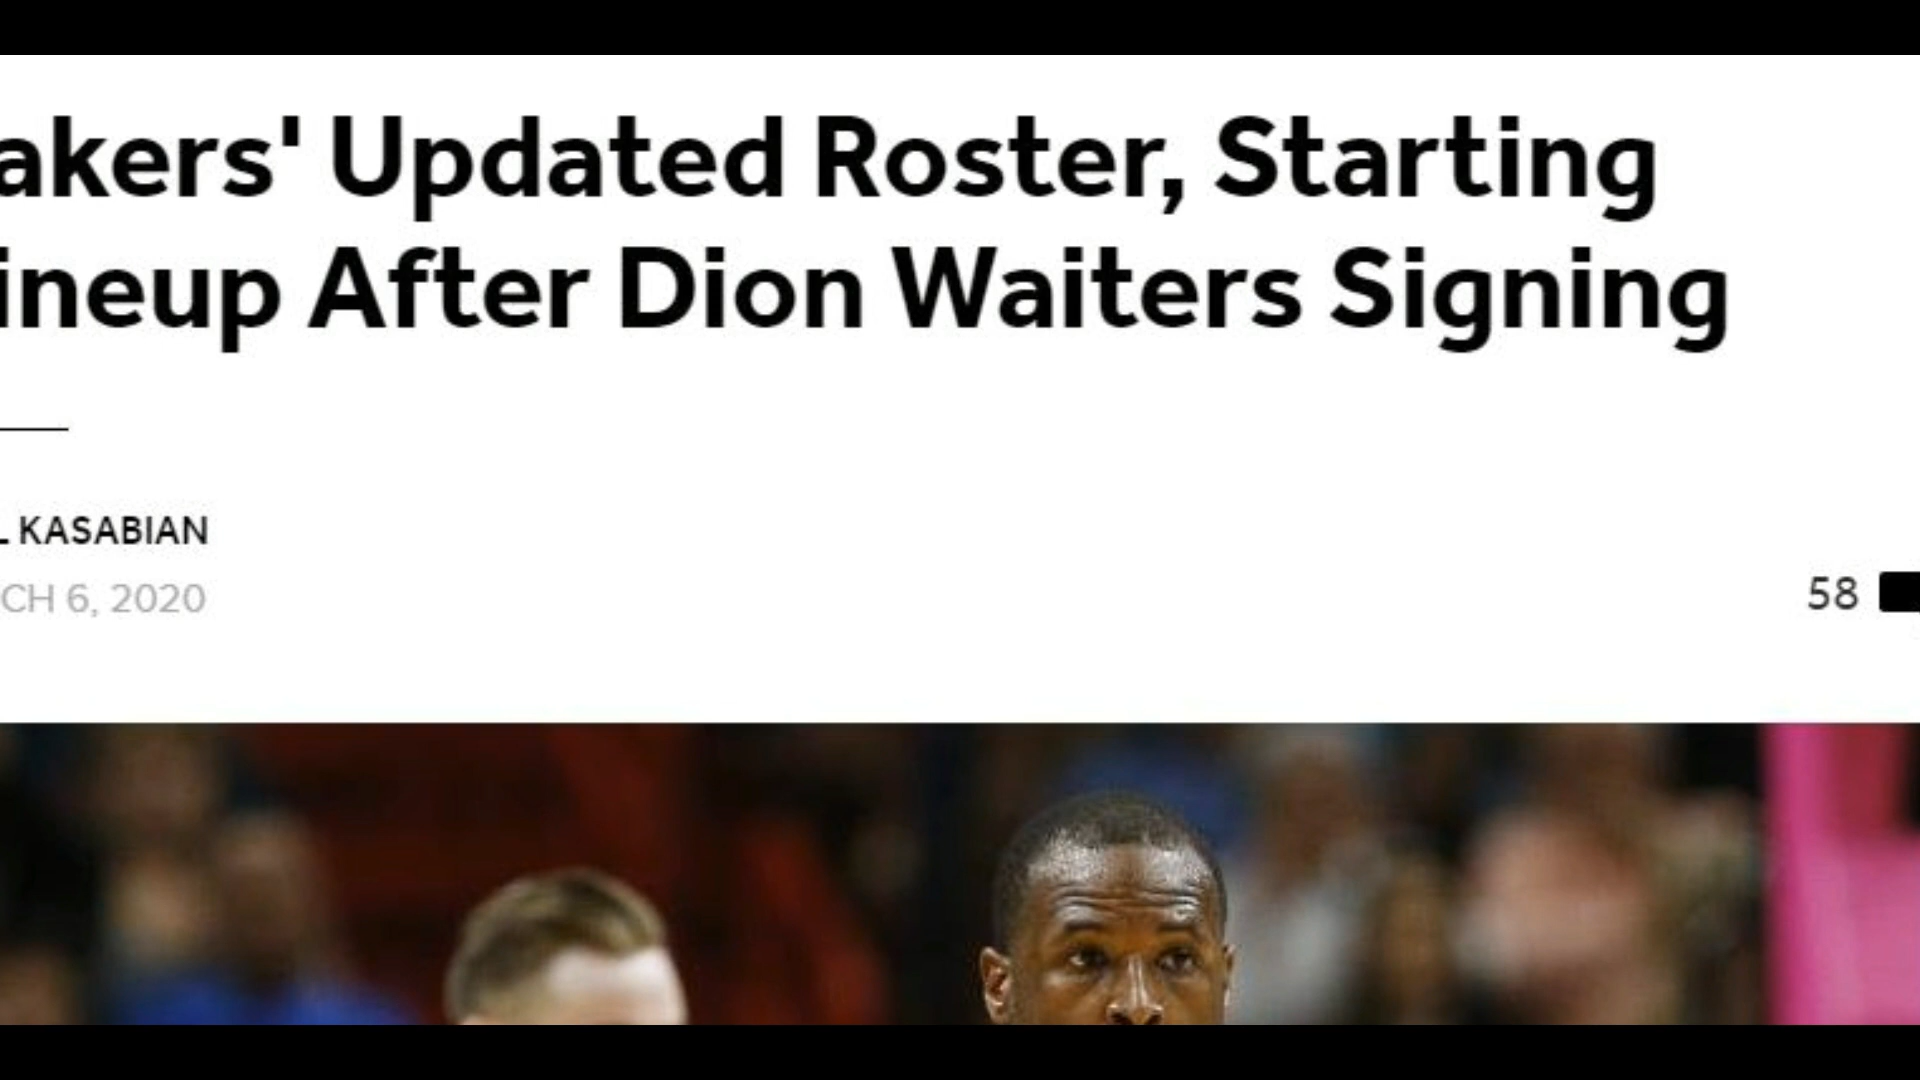 akers' Updated Roster, Starting
ineup After Dion Waiters Signing
L KASABIAN
CH 6, 2020
58